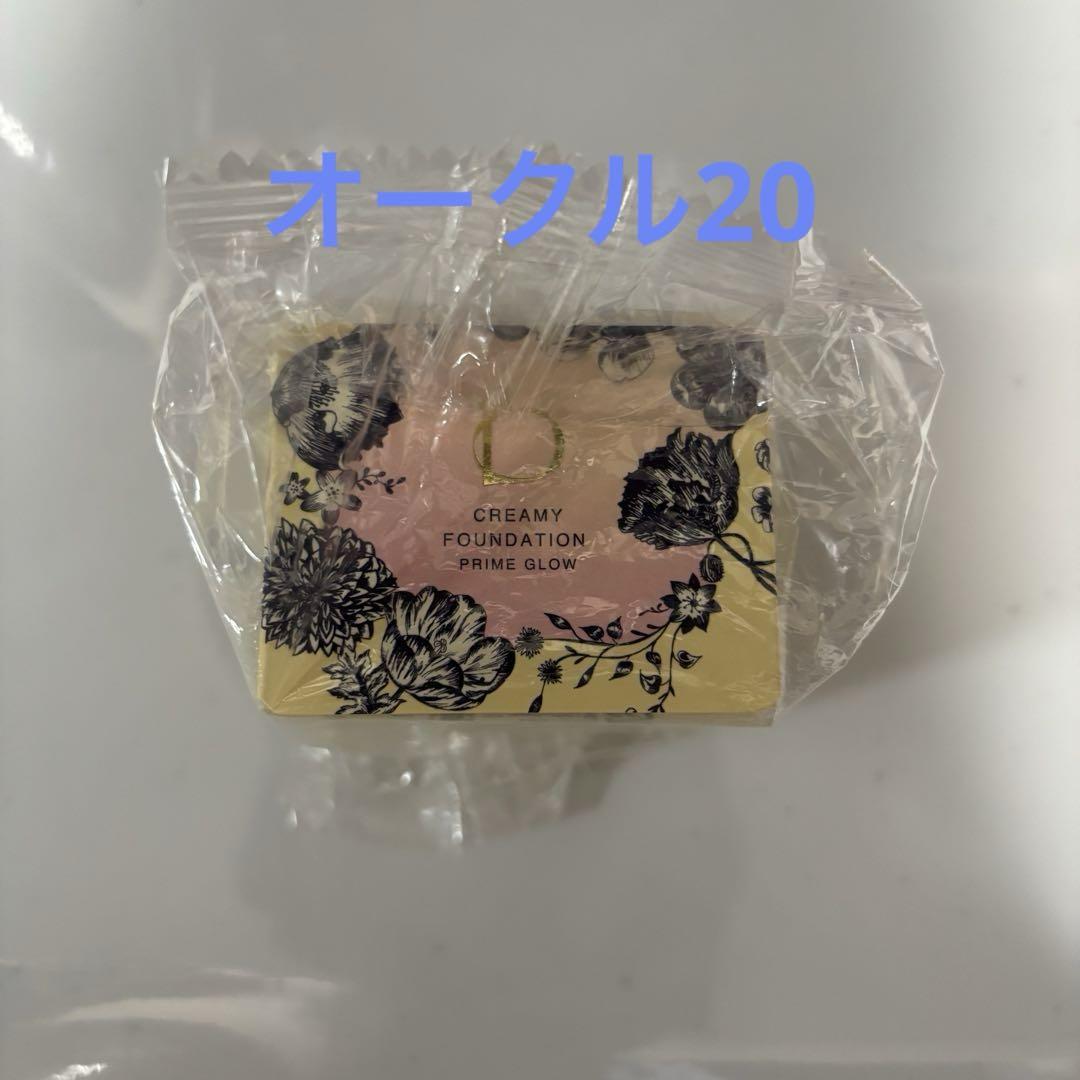 オークル20
D
CREAMY
FOUNDATION
PRIME GLOW